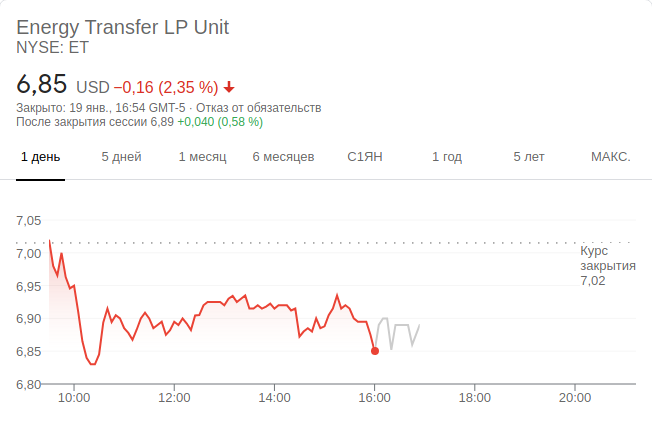 Energy Transfer LP Unit
NYSE: ET
6,85 USD −0,16 (2,35 %)
Закрыто: 19 янв., 16:54 GMT-5 · Отказ от обязательств
После закрытия сессии 6,89 +0,040 (0,58 %)
1 день 5 дней 1 месяц 6 месяцев С1ЯН 1 год 5 лет МАКС.
7,05
7,00
6,95
6,90
6,85
6,80
Курс
закрытия
7,02
10:00 12:00 14:00 16:00 18:00 20:00